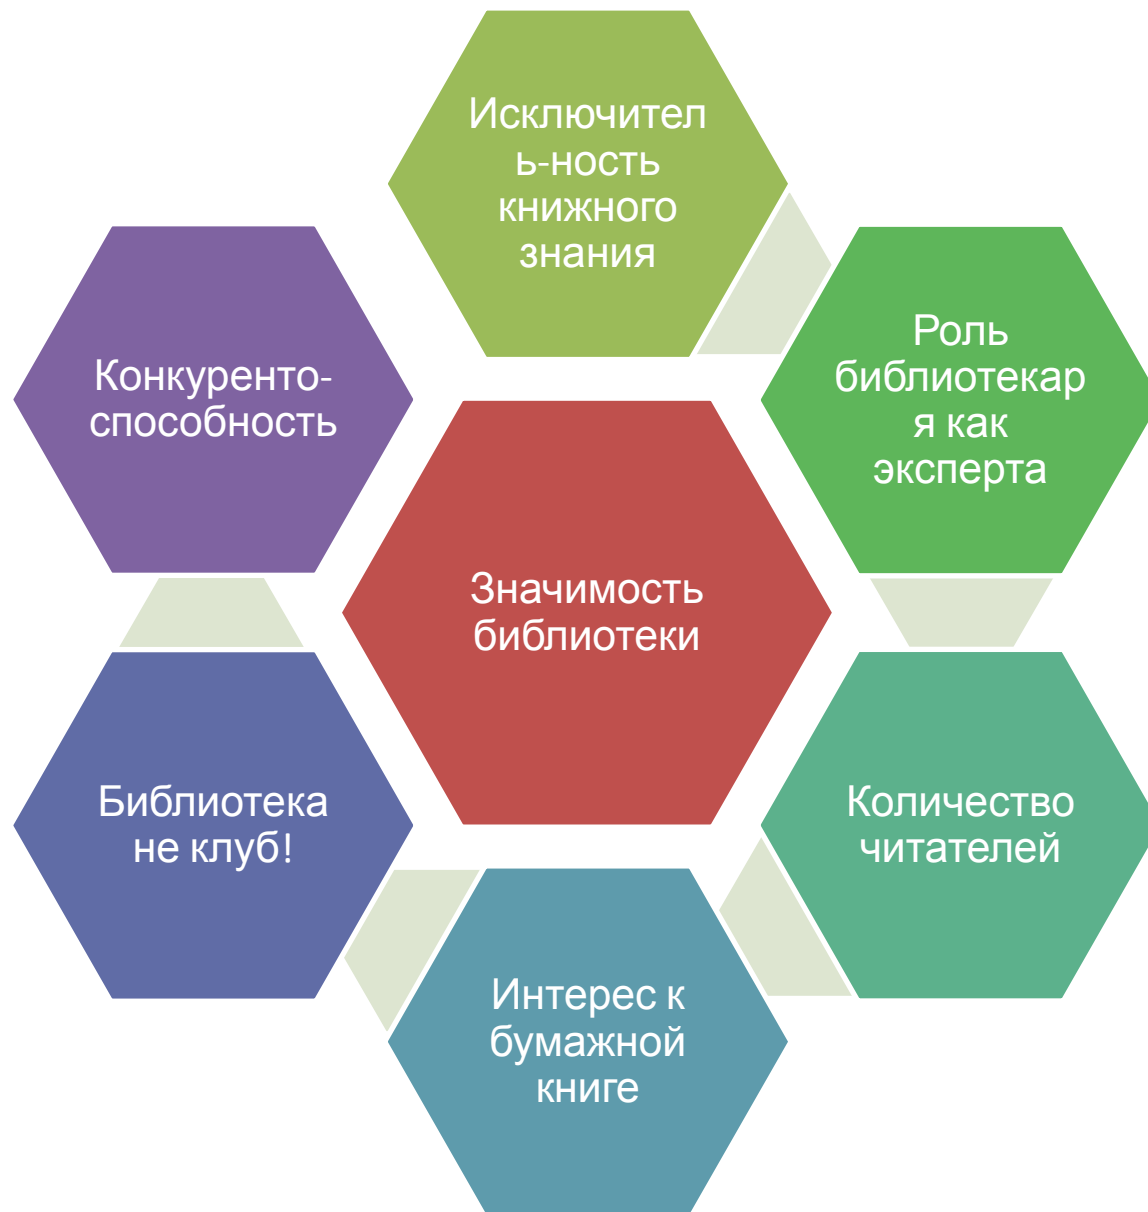 Исключител
ь-ность
книжного
знания
Роль
библиотекар
я как
эксперта
Конкуренто-
способность
Значимость
библиотеки
Библиотека
не клуб!
Количество
читателей
Интерес к
бумажной
книге